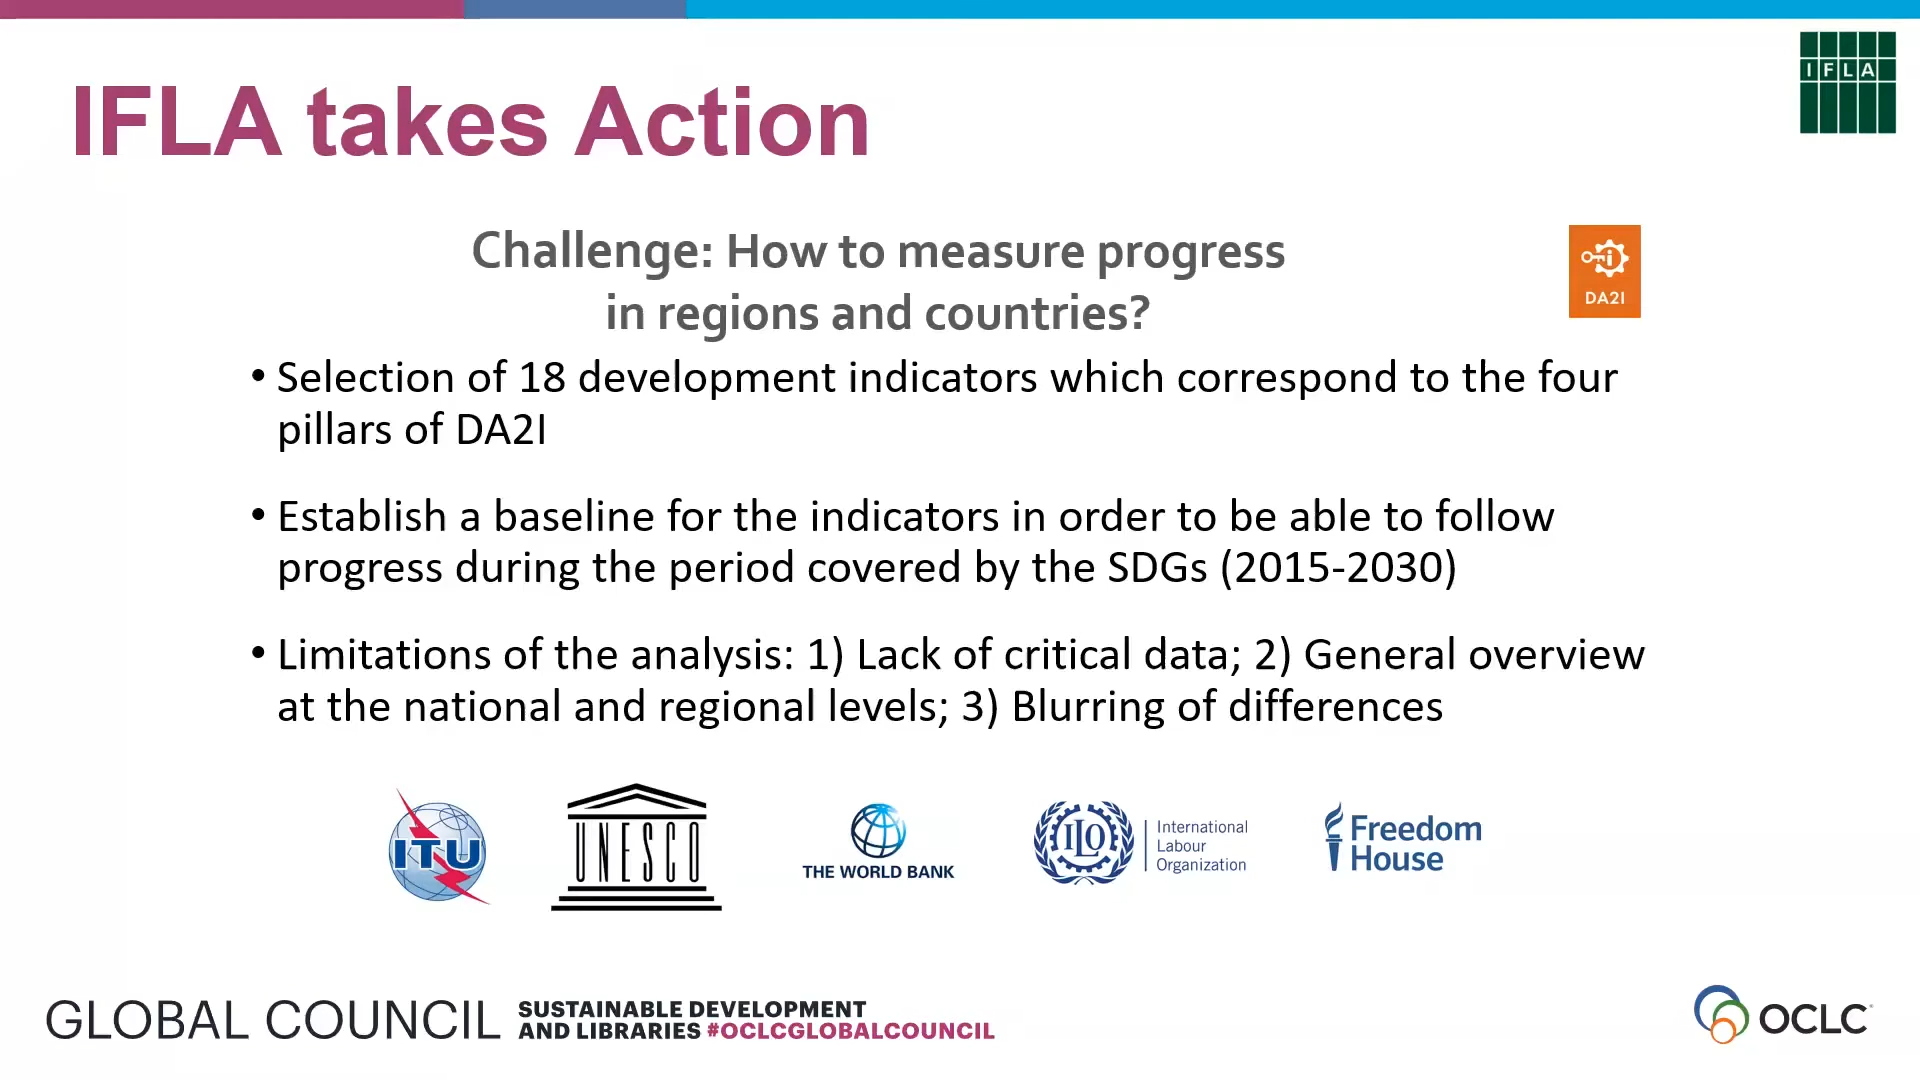 IFLA
IFLA takes Action
Challenge: How to measure progress
in regions and countries?
DA2I
• Selection of 18 development indicators which correspond to the four
pillars of DA2I
• Establish a baseline for the indicators in order to be able to follow
progress during the period covered by the SDGs (2015-2030)
• Limitations of the analysis: 1) Lack of critical data; 2) General overview
at the national and regional levels; 3) Blurring of differences
ITU
UNESCO
THE WORLD BANK
ILO
International
Labour
Organization
Freedom
House
GLOBAL COUNCIL
SUSTAINABLE DEVELOPMENT
AND LIBRARIES #OCLCGLOBALCOUNCIL
OCLC